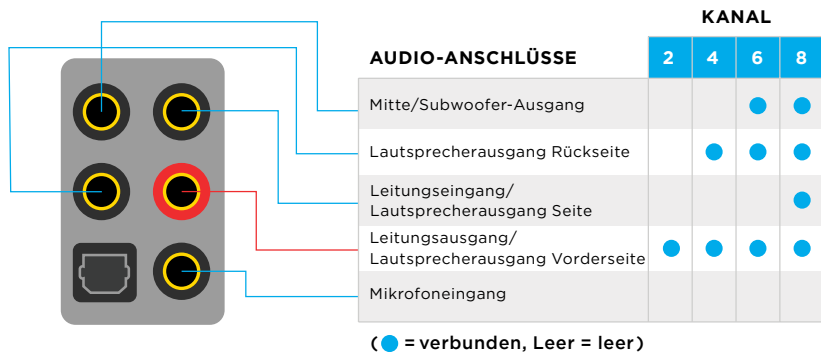 KANAL
AUDIO-ANSCHLÜSSE 2 4 6 8
Mitte/Subwoofer-Ausgang
Lautsprecherausgang Rückseite
Leitungseingang/
Lautsprecherausgang Seite
Leitungsausgang/
Lautsprecherausgang Vorderseite
Mikrofoneingang
( = verbunden, Leer = leer)